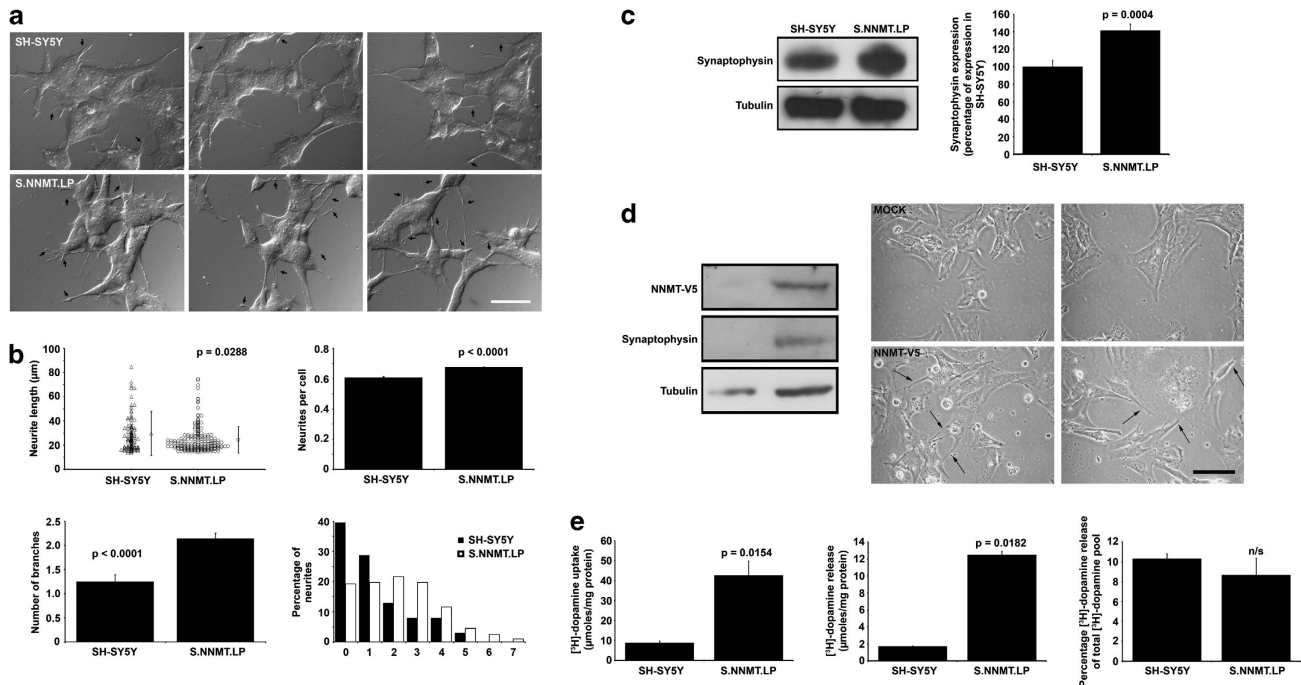 a
SH-SY5Y
S.NNMT.LP
b
Neurite length (µm)
100
80
60
40
20
0
p = 0.0288
SH-SY5Y
S.NNMT.LP
Neurites per cell
0.8
0.6
0.4
0.2
0
p < 0.0001
SH-SY5Y
S.NNMT.LP
Number of branches
2.5
2.0
1.5
1.0
0.5
0
p < 0.0001
SH-SY5Y
S.NNMT.LP
Percentage of
neurites
40
30
20
10
0
SH-SY5Y
S.NNMT.LP
0 1 2 3 4 5 6 7
c
SH-SY5Y S.NNMT.LP
Synaptophysin
Tubulin
Synaptophysin expression
(percentage of expression in
SH-SY5Y)
160
140
120
100
80
60
40
20
0
p = 0.0004
SH-SY5Y
S.NNMT.LP
d
NNMT-V5
Synaptophysin
Tubulin
MOCK
NNMT-V5
e
[³H]-dopamine uptake
(µmoles/mg protein)
60
50
40
30
20
10
0
p = 0.0154
SH-SY5Y
S.NNMT.LP
[³H]-dopamine release
(µmoles/mg protein)
14
12
10
8
6
4
2
0
p = 0.0182
SH-SY5Y
S.NNMT.LP
Percentage [³H]-dopamine release
of total [³H]-dopamine pool
12
10
8
6
4
2
0
n/s
SH-SY5Y
S.NNMT.LP